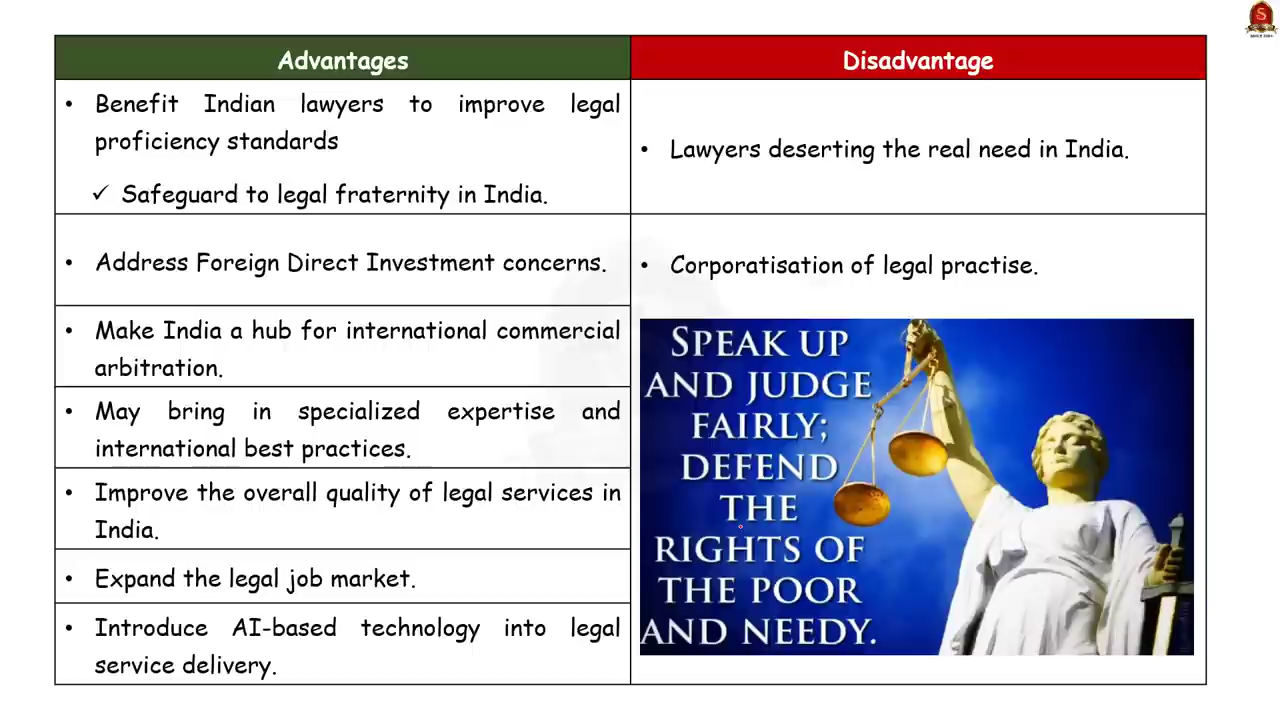 Advantages
Disadvantage
• Benefit Indian lawyers to improve legal
proficiency standards
✓ Safeguard to legal fraternity in India.
• Lawyers deserting the real need in India.
• Address Foreign Direct Investment concerns.
• Corporatisation of legal practise.
• Make India a hub for international commercial
arbitration.
• May bring in specialized expertise and
international best practices.
• Improve the overall quality of legal services in
India.
• Expand the legal job market.
• Introduce AI-based technology into legal
service delivery.
SPEAK UP
AND JUDGE
FAIRLY;
DEFEND
THE
RIGHTS OF
THE POOR
AND NEEDY.
S